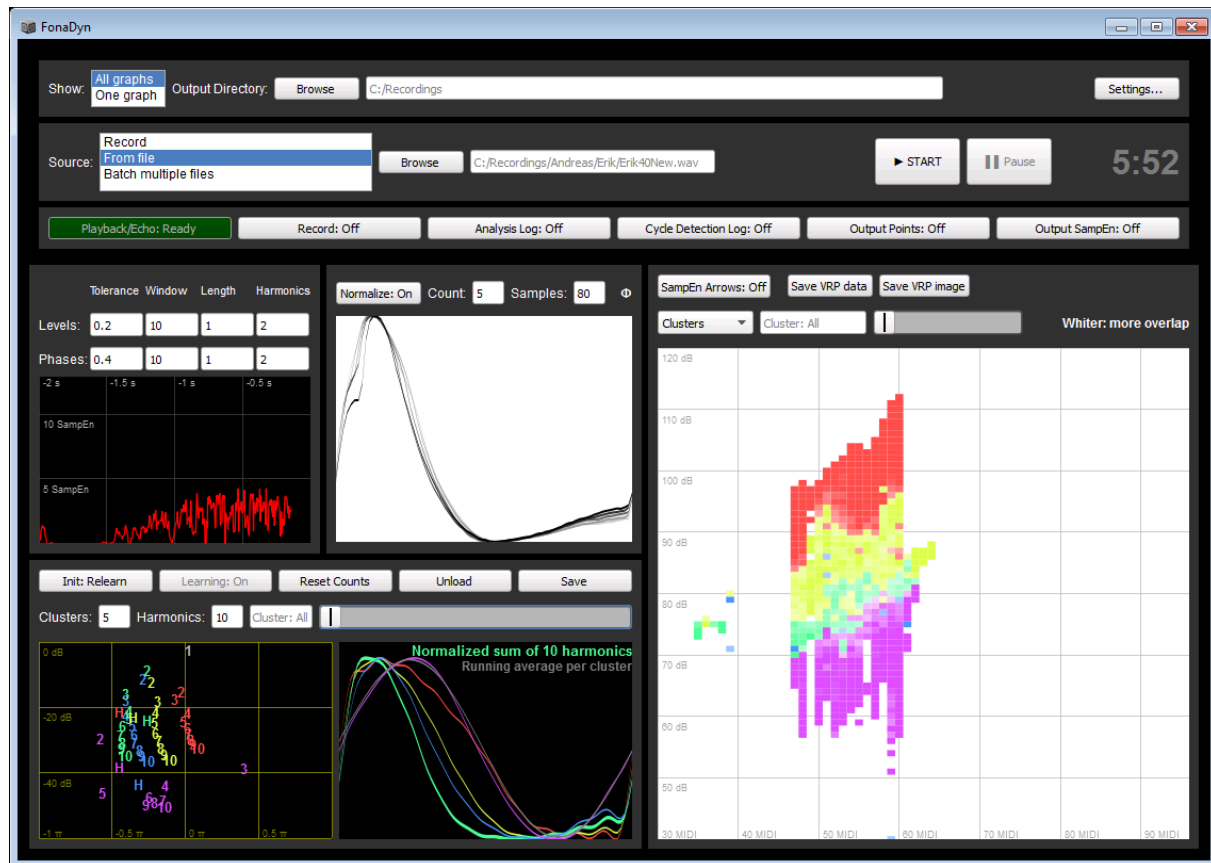 FonaDyn
Show: All graphs One graph Output Directory: Browse C:/Recordings Settings...
Source: Record From file Batch multiple files Browse C:/Recordings/Andreas/Erik/Erik40New.wav START Pause 5:52
Playback/Echo: Ready Record: Off Analysis Log: Off Cycle Detection Log: Off Output Points: Off Output SampEn: Off
Tolerance Window Length Harmonics
Levels: 0.2 10 1 2
Phases: 0.4 10 1 2
-2 s -1.5 s -1 s -0.5 s
10 SampEn
5 SampEn
Normalize: On Count: 5 Samples: 80 Φ
SampEn Arrows: Off Save VRP data Save VRP image
Clusters Cluster: All Whiter: more overlap
120 dB
110 dB
100 dB
90 dB
80 dB
70 dB
60 dB
50 dB
30 MIDI 40 MIDI 50 MIDI 60 MIDI 70 MIDI 80 MIDI 90 MIDI
Init: Relearn Learning: On Reset Counts Unload Save
Clusters: 5 Harmonics: 10 Cluster: All
0 dB
-20 dB
-40 dB
-1 π -0.5 π 0 π 0.5 π
1
Normalized sum of 10 harmonics
Running average per cluster